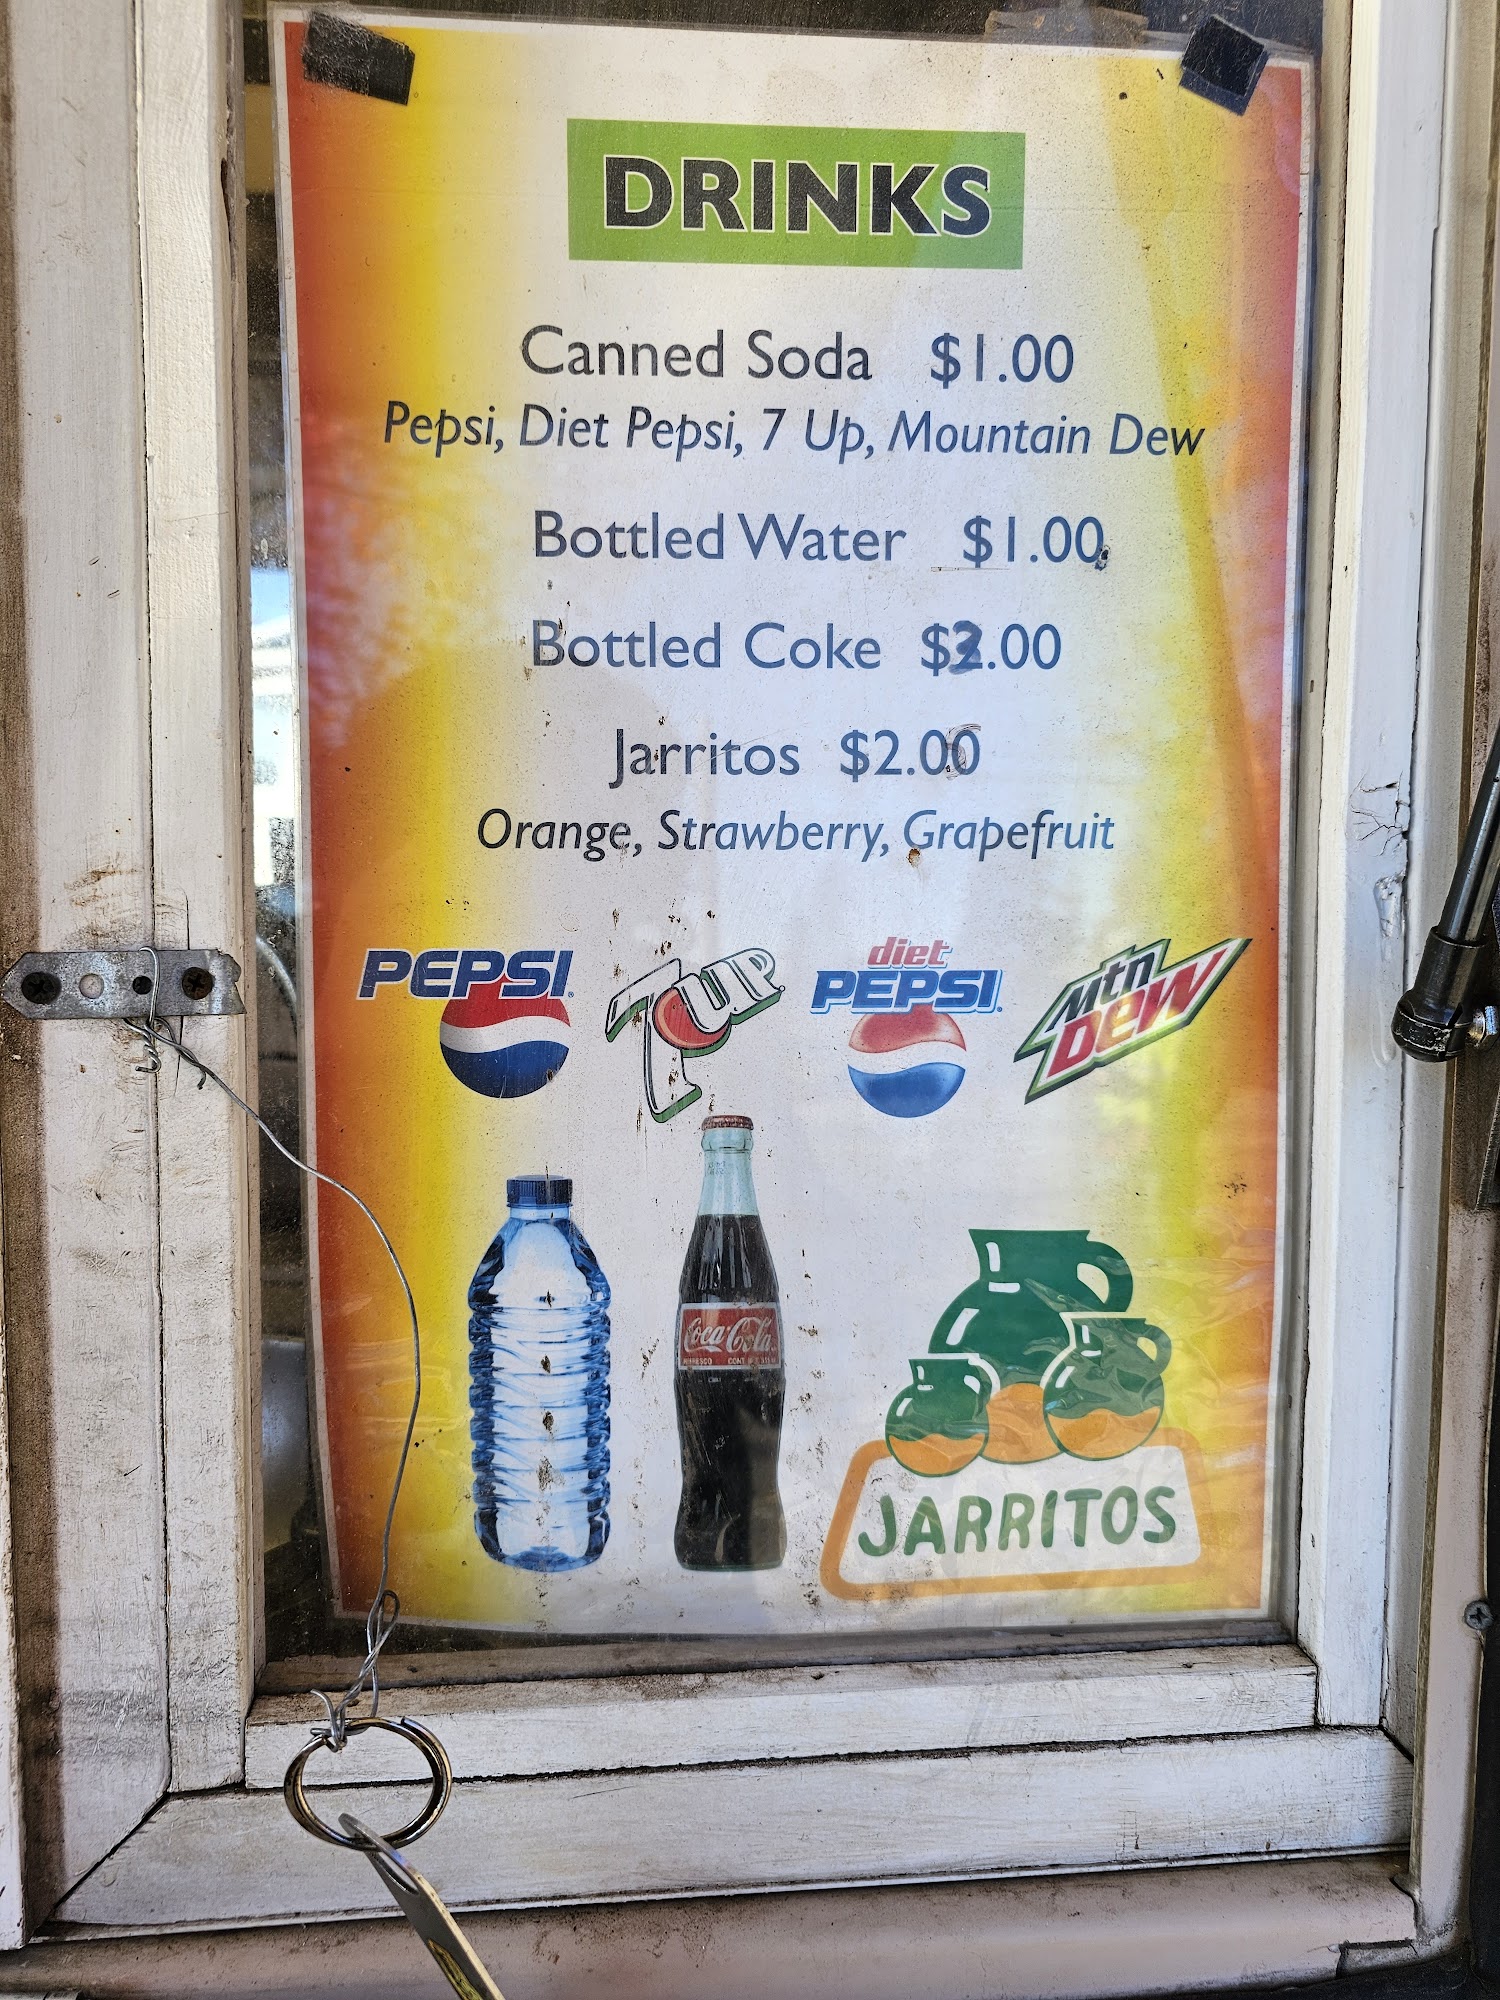 DRINKS
Canned Soda $1.00
Pepsi, Diet Pepsi, 7 Up, Mountain Dew
Bottled Water $1.00
Bottled Coke $3.00
Jarritos $2.00
Orange, Strawberry, Grapefruit
PEPSI
7UP
diet
PEPSI
Mtn
DEW
Coca-Cola
JARRITOS